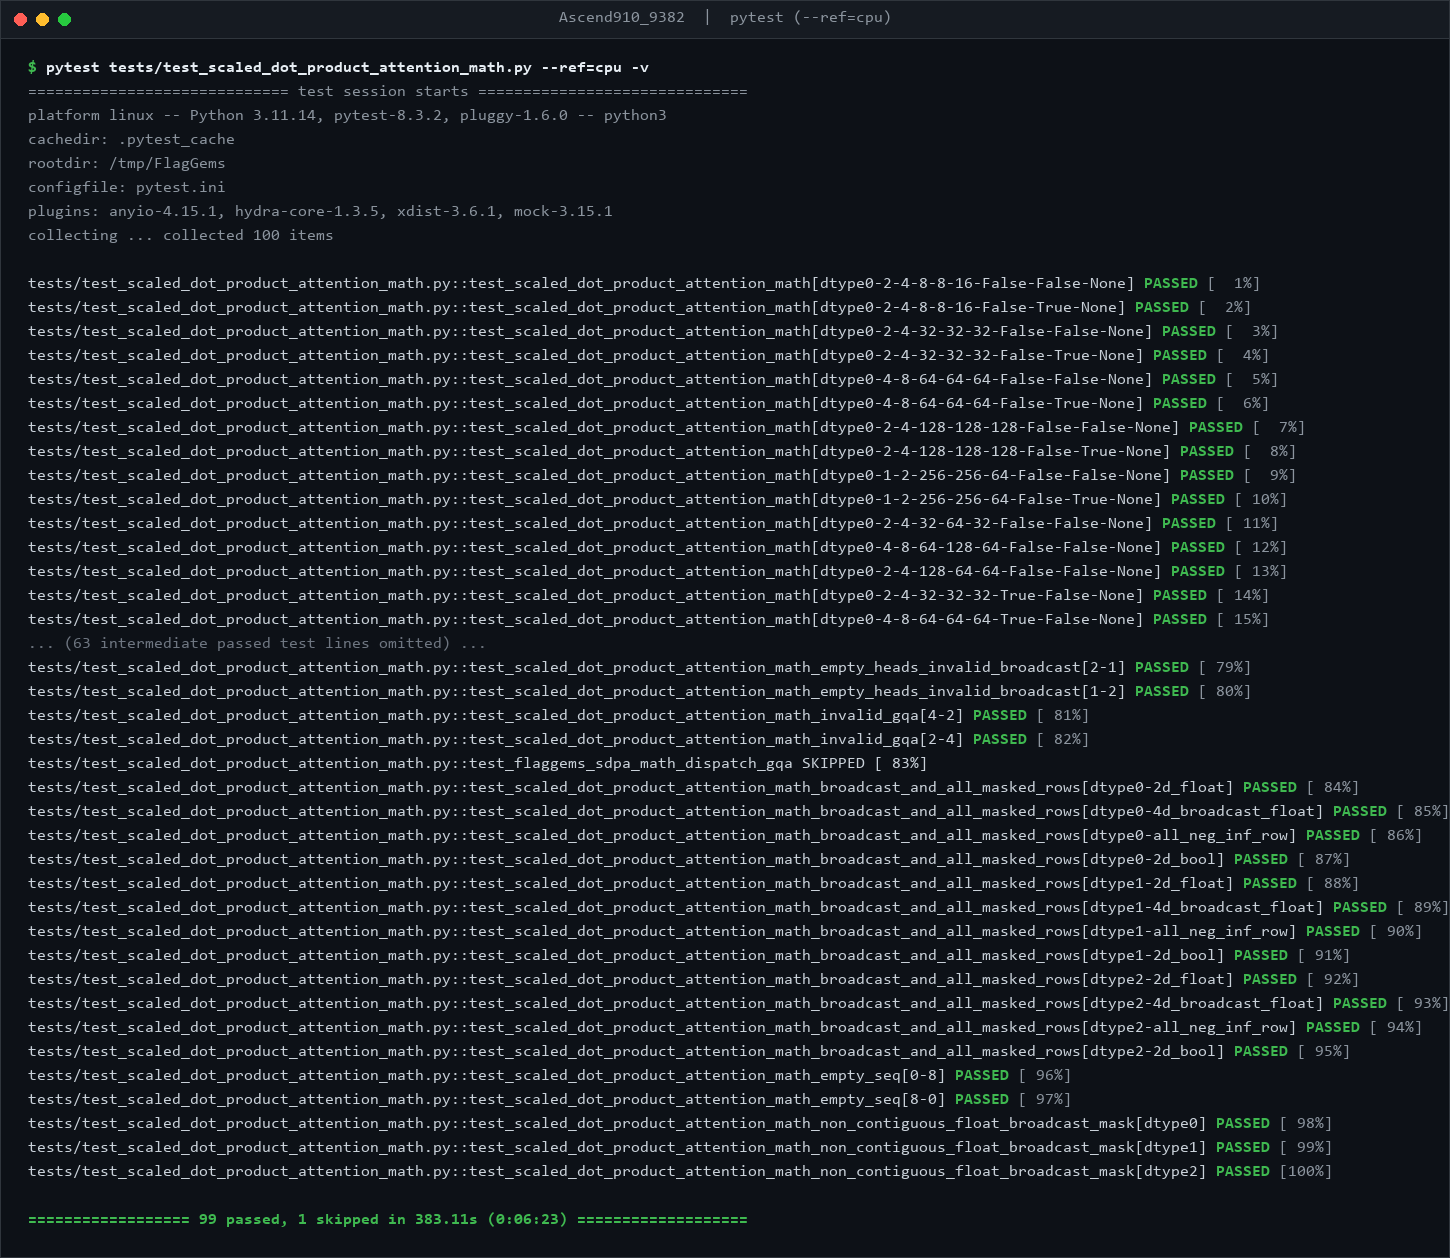 Ascend910_9382 | pytest (--ref=cpu)
$ pytest tests/test_scaled_dot_product_attention_math.py --ref=cpu -v
============================= test session starts ==============================
platform linux -- Python 3.11.14, pytest-8.3.2, pluggy-1.6.0 -- python3
cachedir: .pytest_cache
rootdir: /tmp/FlagGems
configfile: pytest.ini
plugins: anyio-4.15.1, hydra-core-1.3.5, xdist-3.6.1, mock-3.15.1
collecting ... collected 100 items
tests/test_scaled_dot_product_attention_math.py::test_scaled_dot_product_attention_math[dtype0-2-4-8-8-16-False-False-None] PASSED [  1%]
tests/test_scaled_dot_product_attention_math.py::test_scaled_dot_product_attention_math[dtype0-2-4-8-8-16-False-True-None] PASSED [  2%]
tests/test_scaled_dot_product_attention_math.py::test_scaled_dot_product_attention_math[dtype0-2-4-32-32-32-False-False-None] PASSED [  3%]
tests/test_scaled_dot_product_attention_math.py::test_scaled_dot_product_attention_math[dtype0-2-4-32-32-32-False-True-None] PASSED [  4%]
tests/test_scaled_dot_product_attention_math.py::test_scaled_dot_product_attention_math[dtype0-4-8-64-64-64-False-False-None] PASSED [  5%]
tests/test_scaled_dot_product_attention_math.py::test_scaled_dot_product_attention_math[dtype0-4-8-64-64-64-False-True-None] PASSED [  6%]
tests/test_scaled_dot_product_attention_math.py::test_scaled_dot_product_attention_math[dtype0-2-4-128-128-128-False-False-None] PASSED [  7%]
tests/test_scaled_dot_product_attention_math.py::test_scaled_dot_product_attention_math[dtype0-2-4-128-128-128-False-True-None] PASSED [  8%]
tests/test_scaled_dot_product_attention_math.py::test_scaled_dot_product_attention_math[dtype0-1-2-256-256-64-False-False-None] PASSED [  9%]
tests/test_scaled_dot_product_attention_math.py::test_scaled_dot_product_attention_math[dtype0-1-2-256-256-64-False-True-None] PASSED [ 10%]
tests/test_scaled_dot_product_attention_math.py::test_scaled_dot_product_attention_math[dtype0-2-4-32-64-32-False-False-None] PASSED [ 11%]
tests/test_scaled_dot_product_attention_math.py::test_scaled_dot_product_attention_math[dtype0-4-8-64-128-64-False-False-None] PASSED [ 12%]
tests/test_scaled_dot_product_attention_math.py::test_scaled_dot_product_attention_math[dtype0-2-4-128-64-64-False-False-None] PASSED [ 13%]
tests/test_scaled_dot_product_attention_math.py::test_scaled_dot_product_attention_math[dtype0-2-4-32-32-32-True-False-None] PASSED [ 14%]
tests/test_scaled_dot_product_attention_math.py::test_scaled_dot_product_attention_math[dtype0-4-8-64-64-64-True-False-None] PASSED [ 15%]
... (63 intermediate passed test lines omitted) ...
tests/test_scaled_dot_product_attention_math.py::test_scaled_dot_product_attention_math_empty_heads_invalid_broadcast[2-1] PASSED [ 79%]
tests/test_scaled_dot_product_attention_math.py::test_scaled_dot_product_attention_math_empty_heads_invalid_broadcast[1-2] PASSED [ 80%]
tests/test_scaled_dot_product_attention_math.py::test_scaled_dot_product_attention_math_invalid_gqa[4-2] PASSED [ 81%]
tests/test_scaled_dot_product_attention_math.py::test_scaled_dot_product_attention_math_invalid_gqa[2-4] PASSED [ 82%]
tests/test_scaled_dot_product_attention_math.py::test_flaggems_sdpa_math_dispatch_gqa SKIPPED [ 83%]
tests/test_scaled_dot_product_attention_math.py::test_scaled_dot_product_attention_math_broadcast_and_all_masked_rows[dtype0-2d_float] PASSED [ 84%]
tests/test_scaled_dot_product_attention_math.py::test_scaled_dot_product_attention_math_broadcast_and_all_masked_rows[dtype0-4d_broadcast_float] PASSED [ 85%]
tests/test_scaled_dot_product_attention_math.py::test_scaled_dot_product_attention_math_broadcast_and_all_masked_rows[dtype0-all_neg_inf_row] PASSED [ 86%]
tests/test_scaled_dot_product_attention_math.py::test_scaled_dot_product_attention_math_broadcast_and_all_masked_rows[dtype0-2d_bool] PASSED [ 87%]
tests/test_scaled_dot_product_attention_math.py::test_scaled_dot_product_attention_math_broadcast_and_all_masked_rows[dtype1-2d_float] PASSED [ 88%]
tests/test_scaled_dot_product_attention_math.py::test_scaled_dot_product_attention_math_broadcast_and_all_masked_rows[dtype1-4d_broadcast_float] PASSED [ 89%]
tests/test_scaled_dot_product_attention_math.py::test_scaled_dot_product_attention_math_broadcast_and_all_masked_rows[dtype1-all_neg_inf_row] PASSED [ 90%]
tests/test_scaled_dot_product_attention_math.py::test_scaled_dot_product_attention_math_broadcast_and_all_masked_rows[dtype1-2d_bool] PASSED [ 91%]
tests/test_scaled_dot_product_attention_math.py::test_scaled_dot_product_attention_math_broadcast_and_all_masked_rows[dtype2-2d_float] PASSED [ 92%]
tests/test_scaled_dot_product_attention_math.py::test_scaled_dot_product_attention_math_broadcast_and_all_masked_rows[dtype2-4d_broadcast_float] PASSED [ 93%]
tests/test_scaled_dot_product_attention_math.py::test_scaled_dot_product_attention_math_broadcast_and_all_masked_rows[dtype2-all_neg_inf_row] PASSED [ 94%]
tests/test_scaled_dot_product_attention_math.py::test_scaled_dot_product_attention_math_broadcast_and_all_masked_rows[dtype2-2d_bool] PASSED [ 95%]
tests/test_scaled_dot_product_attention_math.py::test_scaled_dot_product_attention_math_empty_seq[0-8] PASSED [ 96%]
tests/test_scaled_dot_product_attention_math.py::test_scaled_dot_product_attention_math_empty_seq[8-0] PASSED [ 97%]
tests/test_scaled_dot_product_attention_math.py::test_scaled_dot_product_attention_math_non_contiguous_float_broadcast_mask[dtype0] PASSED [ 98%]
tests/test_scaled_dot_product_attention_math.py::test_scaled_dot_product_attention_math_non_contiguous_float_broadcast_mask[dtype1] PASSED [ 99%]
tests/test_scaled_dot_product_attention_math.py::test_scaled_dot_product_attention_math_non_contiguous_float_broadcast_mask[dtype2] PASSED [100%]
================== 99 passed, 1 skipped in 383.11s (0:06:23) ===================